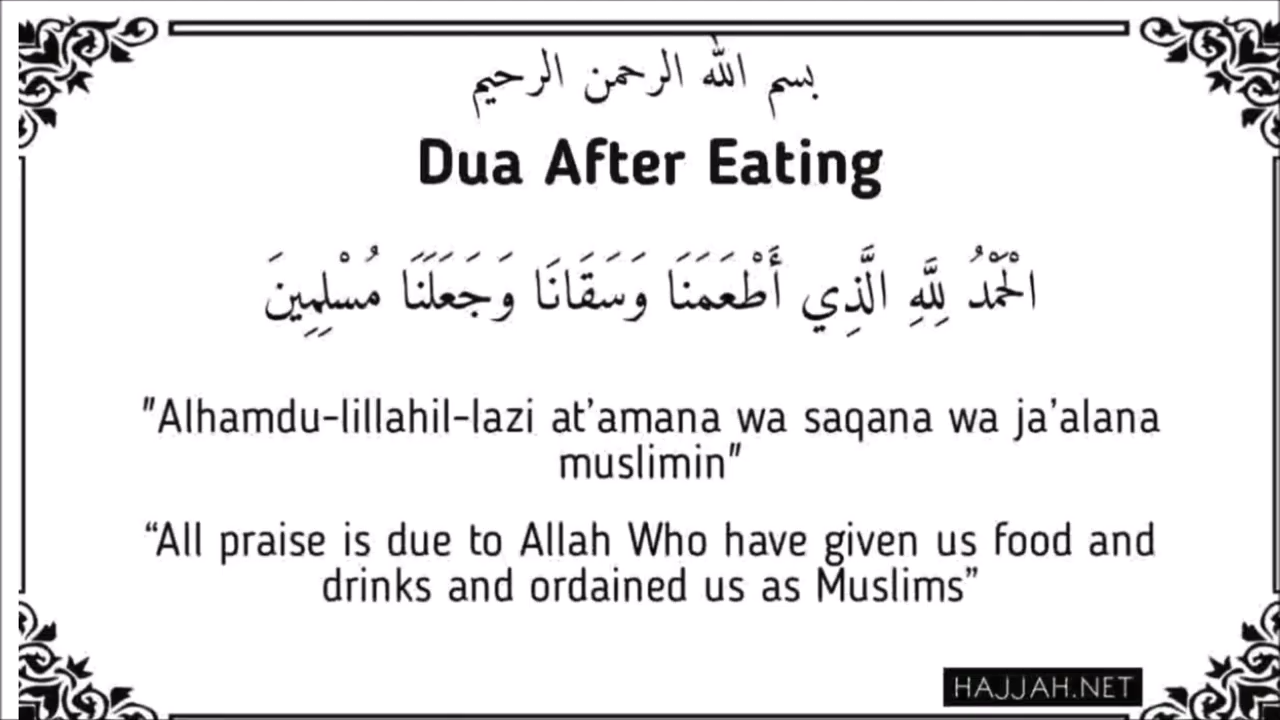 بسم الله الرحمن الرحيم
Dua After Eating
الْحَمْدُ لِلَّهِ الَّذِي أَطْعَمَنَا وَسَقَانَا وَجَعَلَنَا مُسْلِمِينَ
"Alhamdu-lillahil-lazi at’amana wa saqana wa ja’alana
muslimin"
“All praise is due to Allah Who have given us food and
drinks and ordained us as Muslims”
HAJJAH.NET